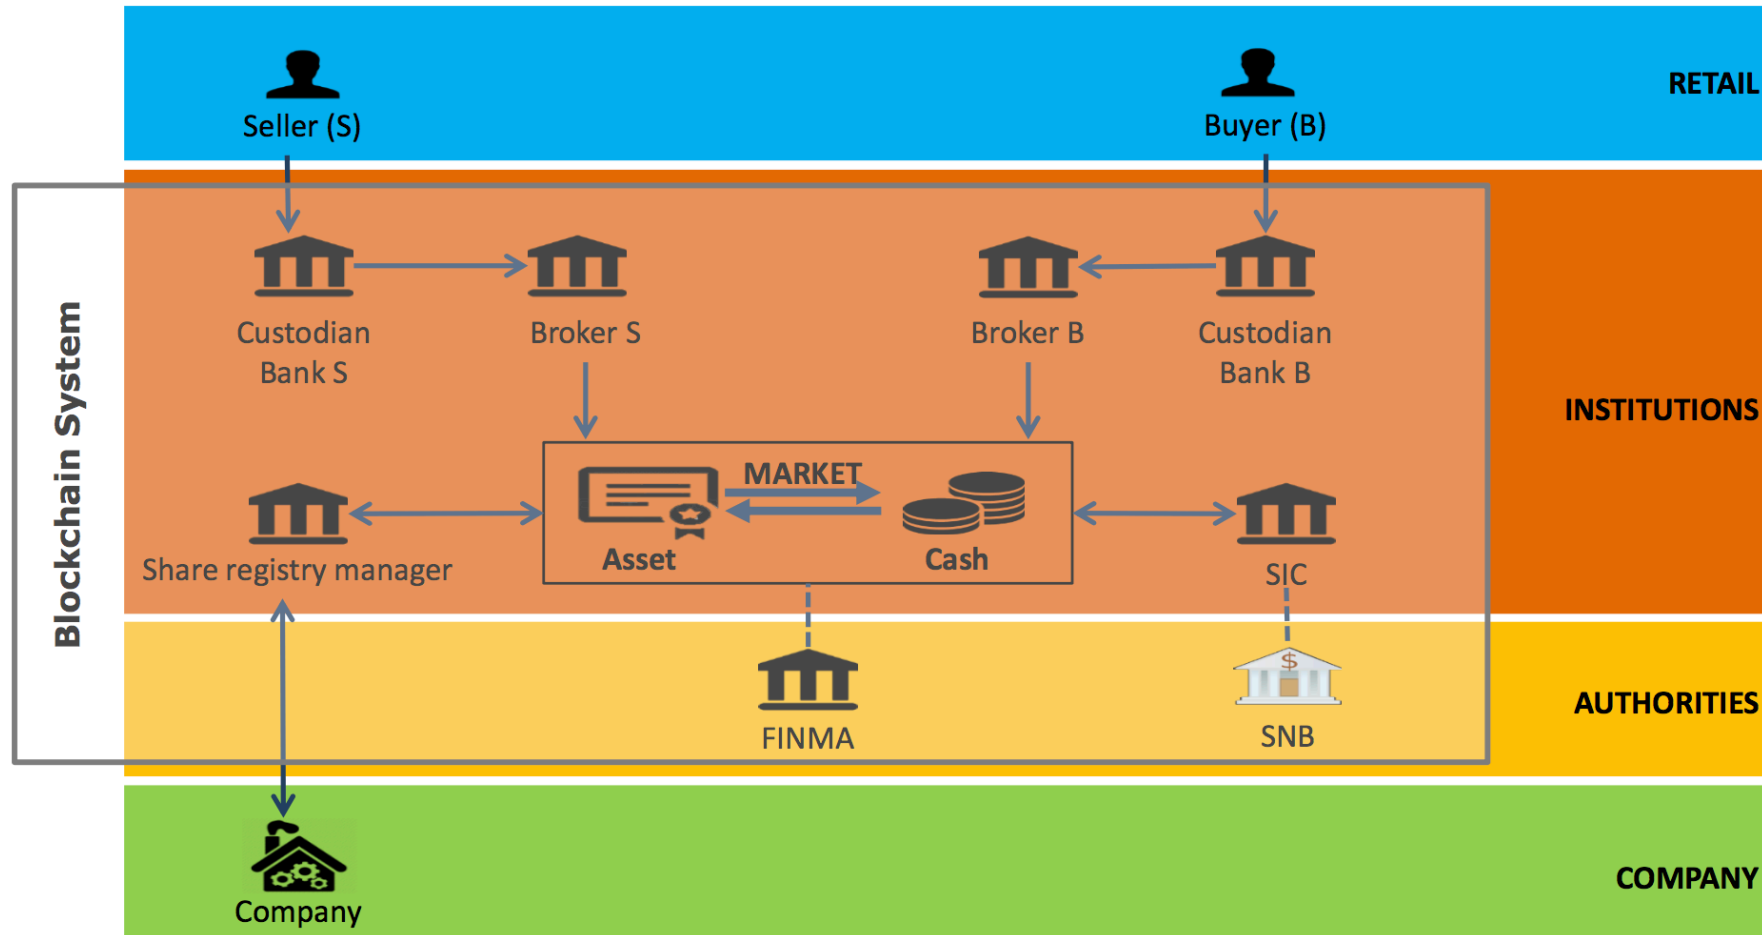 RETAIL
Seller (S)
Buyer (B)
Blockchain System
Custodian
Bank S
Broker S
Broker B
Custodian
Bank B
INSTITUTIONS
MARKET
Asset
Cash
Share registry manager
SIC
$
FINMA
SNB
AUTHORITIES
COMPANY
Company